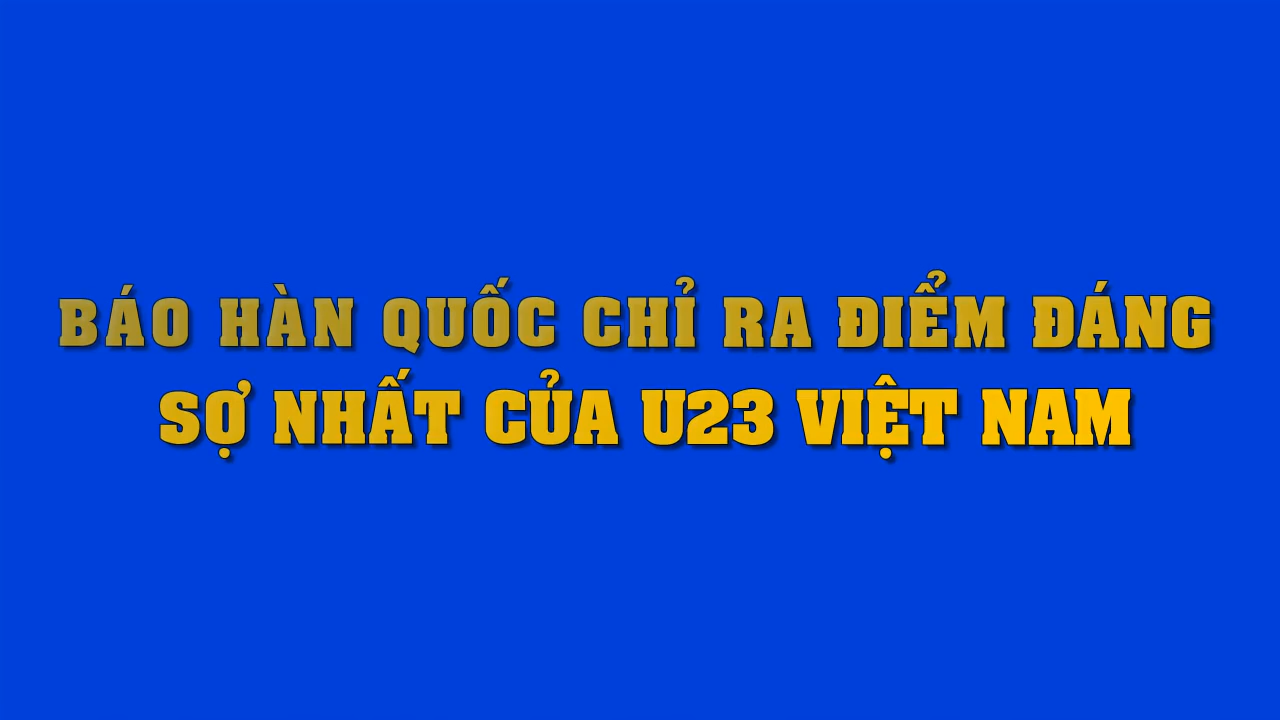 BÁO HÀN QUỐC CHỈ RA ĐIỂM ĐÁNG
SỢ NHẤT CỦA U23 VIỆT NAM